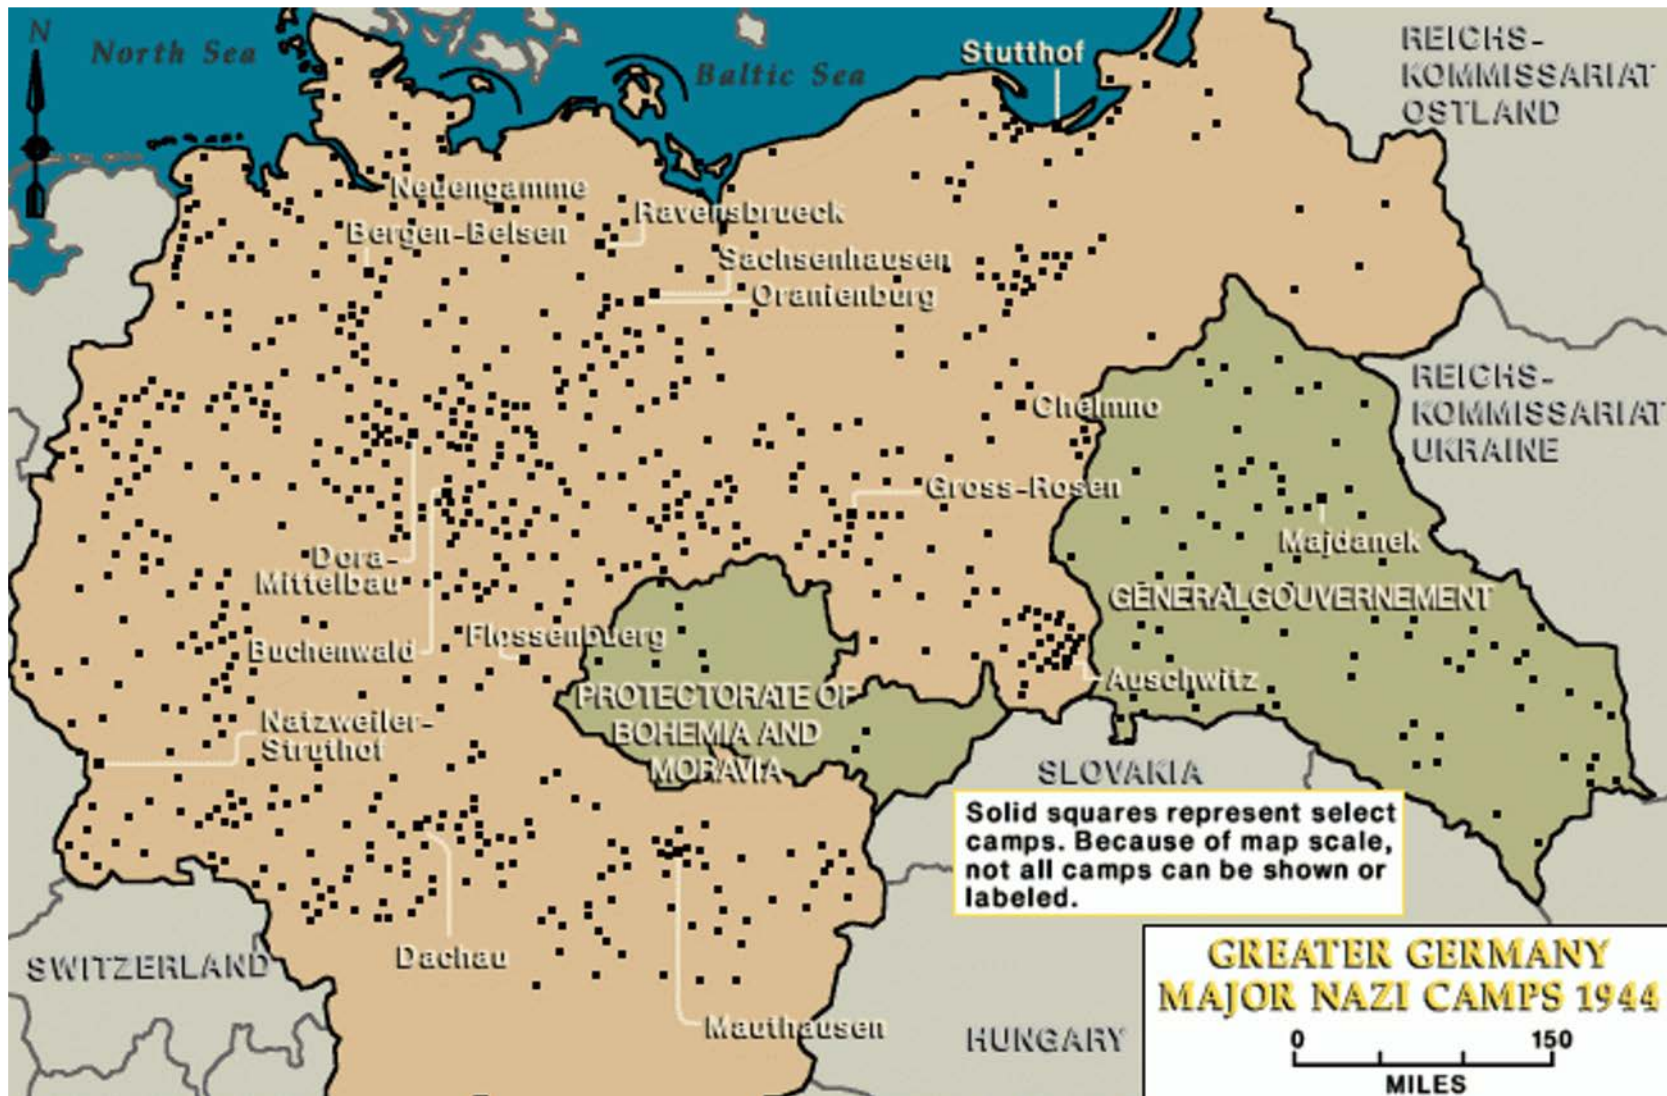 N
North Sea
Baltic Sea
Stutthof
REICHS-
KOMMISSARIAT
OSTLAND
Neuengamme
Ravensbrueck
Bergen-Belsen
Sachsenhausen
Oranienburg
REICHS-
KOMMISSARIAT
UKRAINE
Chelmno
Gross-Rosen
Majdanek
Dora-
Mittelbau
GENERALGOUVERNEMENT
Buchenwald
Flossenbuerg
Auschwitz
PROTECTORATE OF
BOHEMIA AND
MORAVIA
Natzweiler-
Struthof
SLOVAKIA
Solid squares represent select
camps. Because of map scale,
not all camps can be shown or
labeled.
SWITZERLAND
Dachau
Mauthausen
HUNGARY
GREATER GERMANY
MAJOR NAZI CAMPS 1944
0 150
MILES